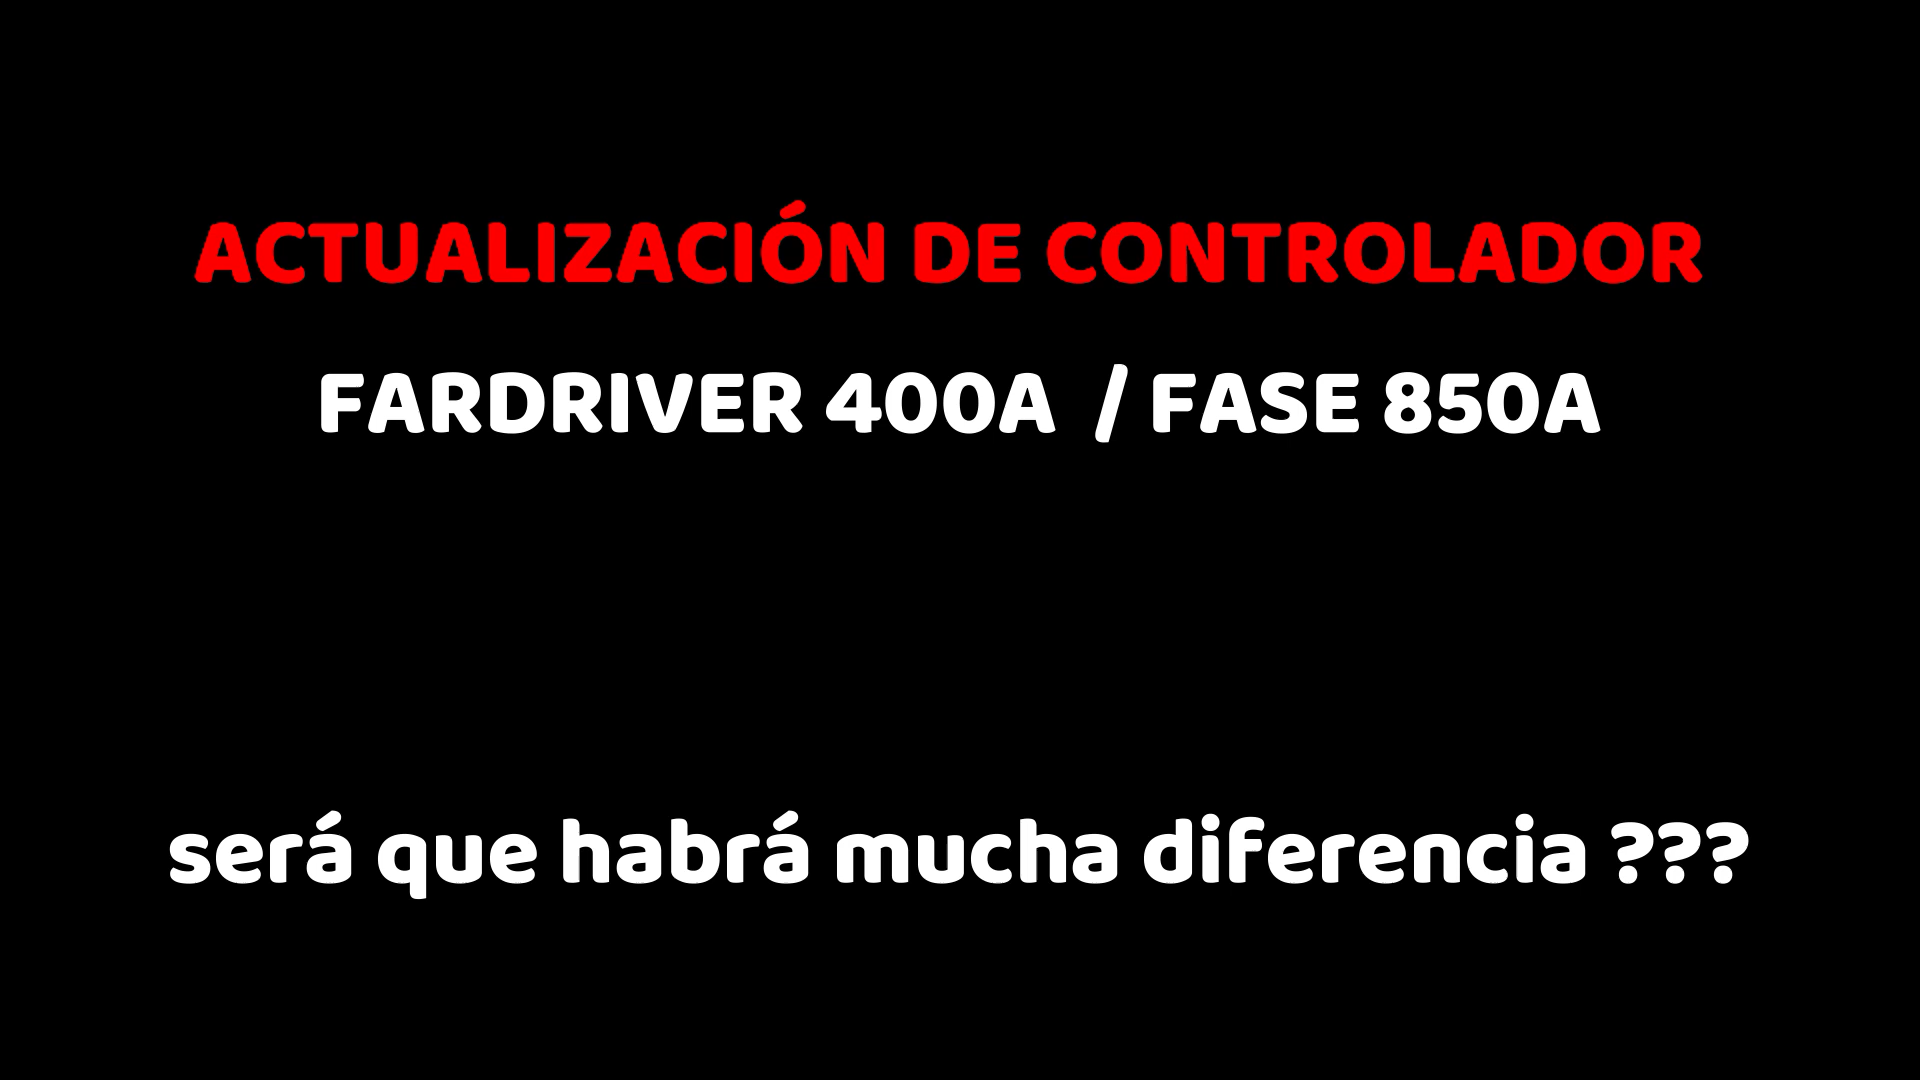 ACTUALIZACIÓN DE CONTROLADOR
FARDRIVER 400A / FASE 850A
será que habrá mucha diferencia ???